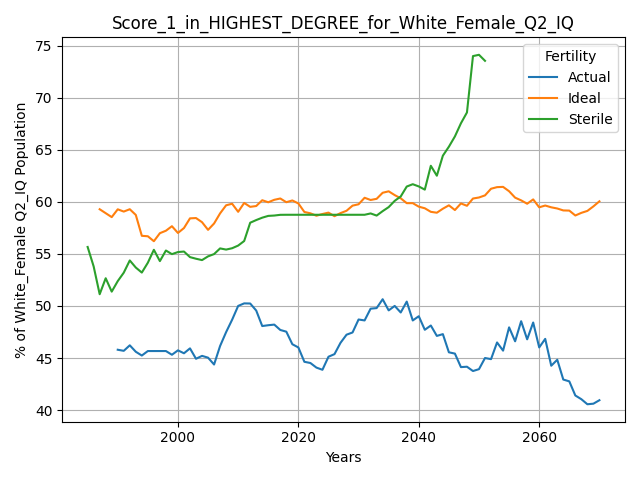 Score_1_in_HIGHEST_DEGREE_for_White_Female_Q2_IQ
% of White_Female Q2_IQ Population
75
70
65
60
55
50
45
40
Fertility
Actual
Ideal
Sterile
2000 2020 2040 2060
Years